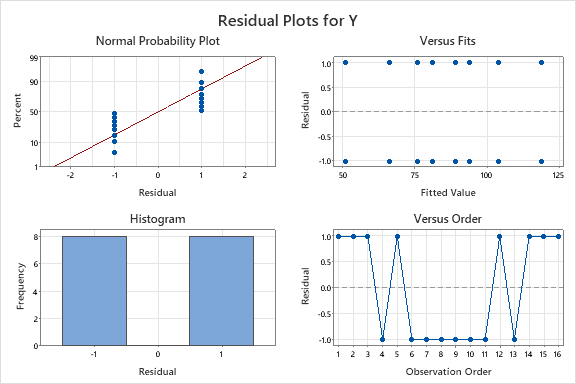 Residual Plots for Y
Normal Probability Plot
99
90
50
10
1
Percent
-2 -1 0 1 2
Residual
Versus Fits
1.0
0.5
0.0
-0.5
-1.0
Residual
50 75 100 125
Fitted Value
Histogram
8
6
4
2
0
Frequency
-1 0 1
Residual
Versus Order
1.0
0.5
0.0
-0.5
-1.0
Residual
1 2 3 4 5 6 7 8 9 10 11 12 13 14 15 16
Observation Order